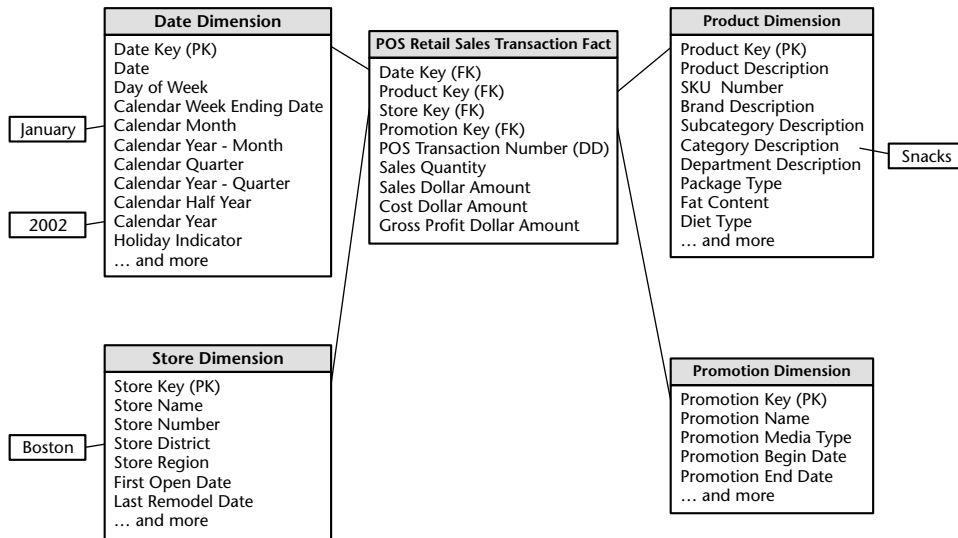 Date Dimension
Date Key (PK)
Date
Day of Week
Calendar Week Ending Date
Calendar Month
Calendar Year - Month
Calendar Quarter
Calendar Year - Quarter
Calendar Half Year
Calendar Year
Holiday Indicator
… and more
January
2002
POS Retail Sales Transaction Fact
Date Key (FK)
Product Key (FK)
Store Key (FK)
Promotion Key (FK)
POS Transaction Number (DD)
Sales Quantity
Sales Dollar Amount
Cost Dollar Amount
Gross Profit Dollar Amount
Product Dimension
Product Key (PK)
Product Description
SKU Number
Brand Description
Subcategory Description
Category Description
Department Description
Package Type
Fat Content
Diet Type
… and more
Snacks
Store Dimension
Store Key (PK)
Store Name
Store Number
Store District
Store Region
First Open Date
Last Remodel Date
… and more
Boston
Promotion Dimension
Promotion Key (PK)
Promotion Name
Promotion Media Type
Promotion Begin Date
Promotion End Date
… and more